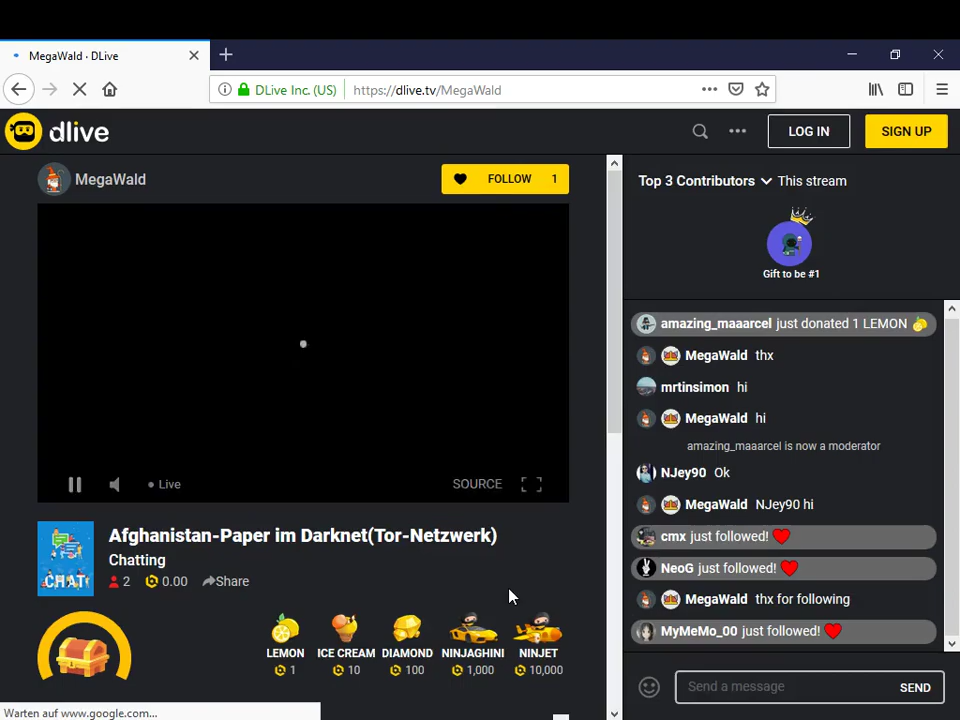 MegaWald · DLive
DLive Inc. (US)
https://dlive.tv/MegaWald
dlive
LOG IN
SIGN UP
MegaWald
FOLLOW 1
Live
SOURCE
Afghanistan-Paper im Darknet(Tor-Netzwerk)
CHAT
Chatting
2 0.00 Share
LEMON ICE CREAM DIAMOND NINJAGHINI NINJET
1 10 100 1,000 10,000
Warten auf www.google.com...
Top 3 Contributors This stream
Gift to be #1
amazing_maaarcel just donated 1 LEMON
MegaWald thx
mrtinsimon hi
MegaWald hi
amazing_maaarcel is now a moderator
NJey90 Ok
MegaWald NJey90 hi
cmx just followed!
NeoG just followed!
MegaWald thx for following
MyMeMo_00 just followed!
Send a message SEND